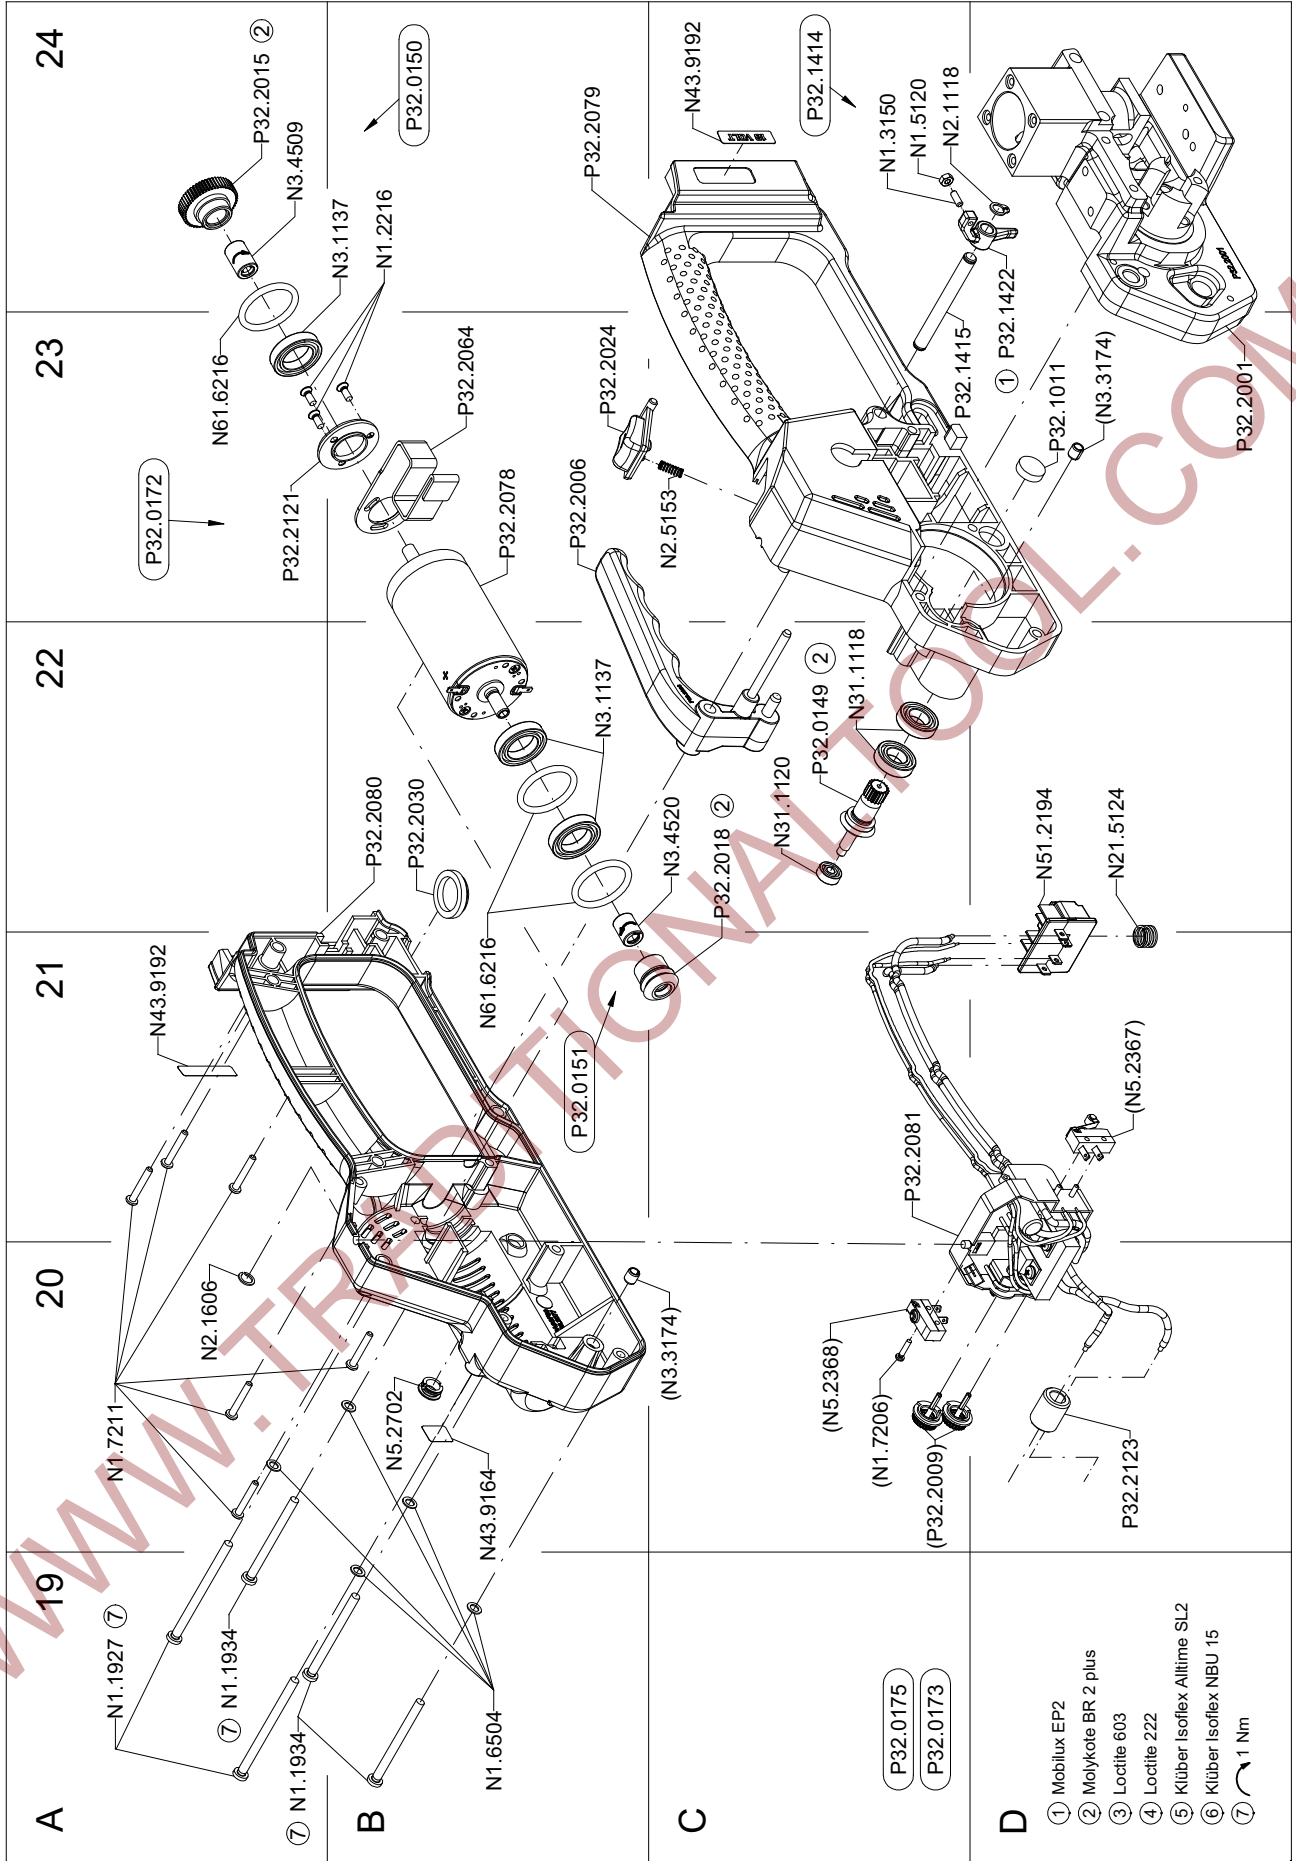 24
23
22
21
20
19
A
B
C
D
P32.2015 ②
N3.4509
N3.1137
N1.2216
P32.0150
P32.2079
N43.9192
P32.1414
N1.3150
N1.5120
N2.1118
18 VOLT
N61.6216
P32.0172
P32.2121
P32.2064
P32.2078
P32.2024
N2.5153
P32.2006
① P32.1422
P32.1415
P32.1011
(N3.3174)
P32.2001
P32.2001
P32.2080
P32.2030
N3.1137
N61.6216
N3.4520
P32.2018 ②
P32.0151
P32.0149 ②
N31.1118
N31.1120
N51.2194
N21.5124
N43.9192
N2.1606
N1.7211
N5.2702
N43.9164
(N3.3174)
P32.2081
(N5.2367)
(N5.2368)
(N1.7206)
(P32.2009)
P32.2123
N1.1927 ⑦
⑦ N1.1934
⑦ N1.1934
N1.6504
P32.0175
P32.0173
① Mobilux EP2
② Molykote BR 2 plus
③ Loctite 603
④ Loctite 222
⑤ Klüber Isoflex Alltime SL2
⑥ Klüber Isoflex NBU 15
⑦ 1 Nm
WWW.TRADITIONALTOOL.COM